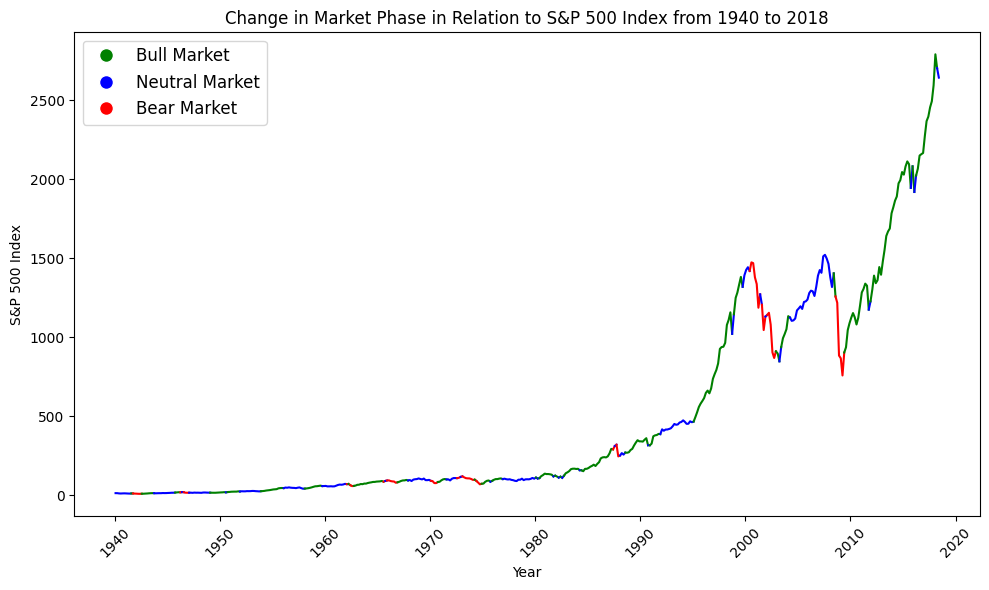 Change in Market Phase in Relation to S&P 500 Index from 1940 to 2018
Bull Market
Neutral Market
Bear Market
S&P 500 Index
2500
2000
1500
1000
500
0
1940
1950
1960
1970
1980
1990
2000
2010
2020
Year